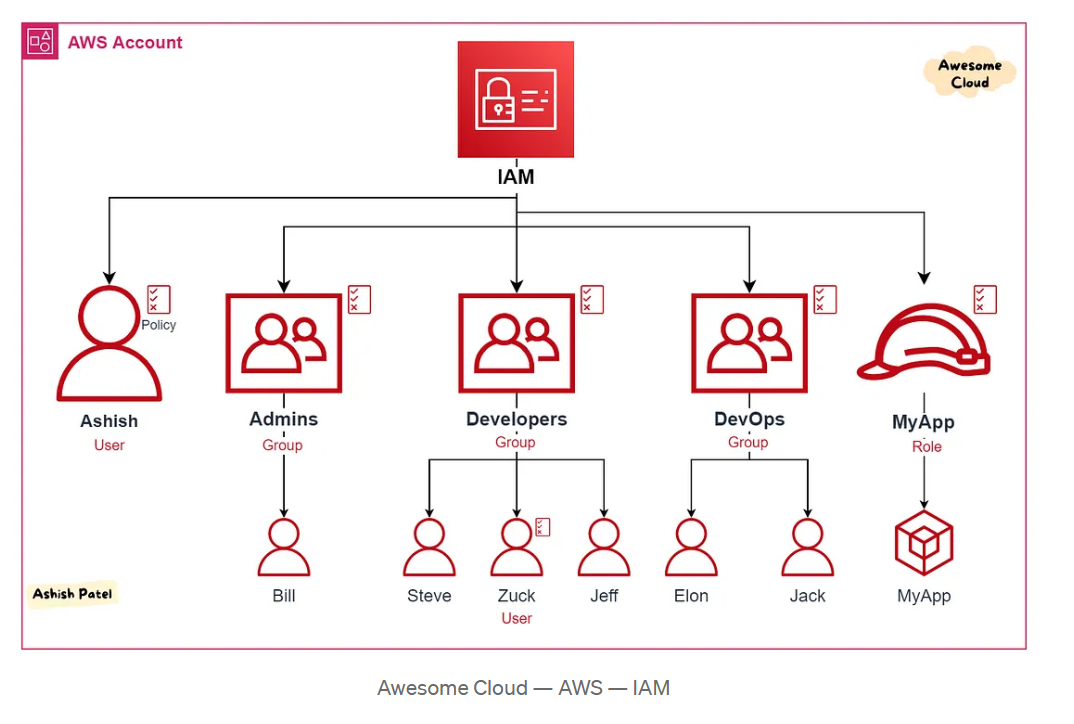 AWS Account
Awesome
Cloud
IAM
Policy
Ashish
User
Admins
Group
Developers
Group
DevOps
Group
MyApp
Role
Bill
Steve
Zuck
User
Jeff
Elon
Jack
MyApp
Ashish Patel
Awesome Cloud — AWS — IAM